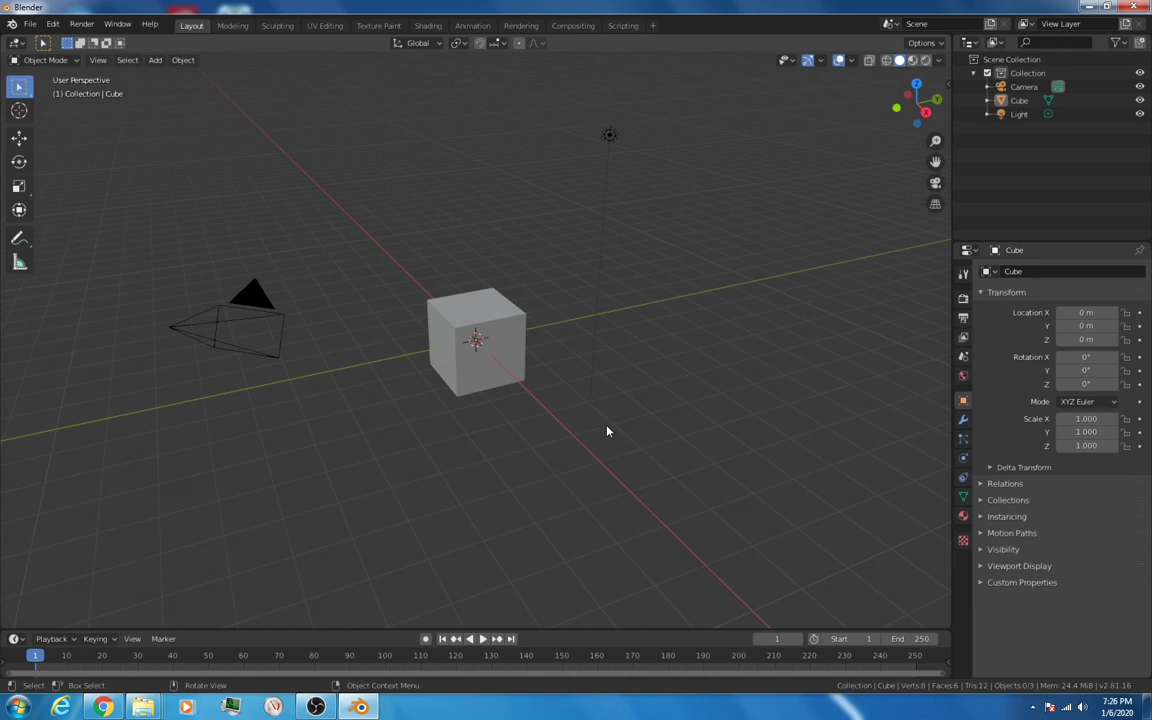 Blender
File Edit Render Window Help
Layout Modeling Sculpting UV Editing Texture Paint Shading Animation Rendering Compositing Scripting +
Scene
View Layer
Global
Options
Object Mode View Select Add Object
User Perspective
(1) Collection | Cube
Z
Y
X
Scene Collection
Collection
Camera
Cube
Light
Cube
Cube
Transform
Location X 0 m
Y 0 m
Z 0 m
Rotation X 0°
Y 0°
Z 0°
Mode XYZ Euler
Scale X 1.000
Y 1.000
Z 1.000
Delta Transform
Relations
Collections
Instancing
Motion Paths
Visibility
Viewport Display
Custom Properties
Playback Keying View Marker
1 Start 1 End 250
1 10 20 30 40 50 60 70 80 90 100 110 120 130 140 150 160 170 180 190 200 210 220 230 240 250
Select Box Select Rotate View Object Context Menu
Collection | Cube | Verts:8 | Faces:6 | Tris:12 | Objects:0/3 | Mem: 24.4 MiB | v2.81.16
7:26 PM
1/6/2020